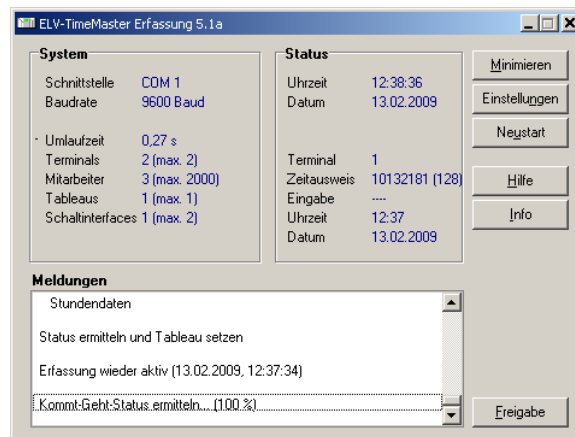 ELV-TimeMaster Erfassung 5.1a
System
Schnittstelle COM 1
Baudrate 9600 Baud
Umlaufzeit 0,27 s
Terminals 2 (max. 2)
Mitarbeiter 3 (max. 2000)
Tableaus 1 (max. 1)
Schaltinterfaces 1 (max. 2)
Status
Uhrzeit 12:38:36
Datum 13.02.2009
Terminal 1
Zeitausweis 10132181 (128)
Eingabe ----
Uhrzeit 12:37
Datum 13.02.2009
Minimieren
Einstellungen
Neustart
Hilfe
Info
Meldungen
Stundendaten
Status ermitteln und Tableau setzen
Erfassung wieder aktiv (13.02.2009, 12:37:34)
Kommt-Geht-Status ermitteln... (100 %)
Freigabe